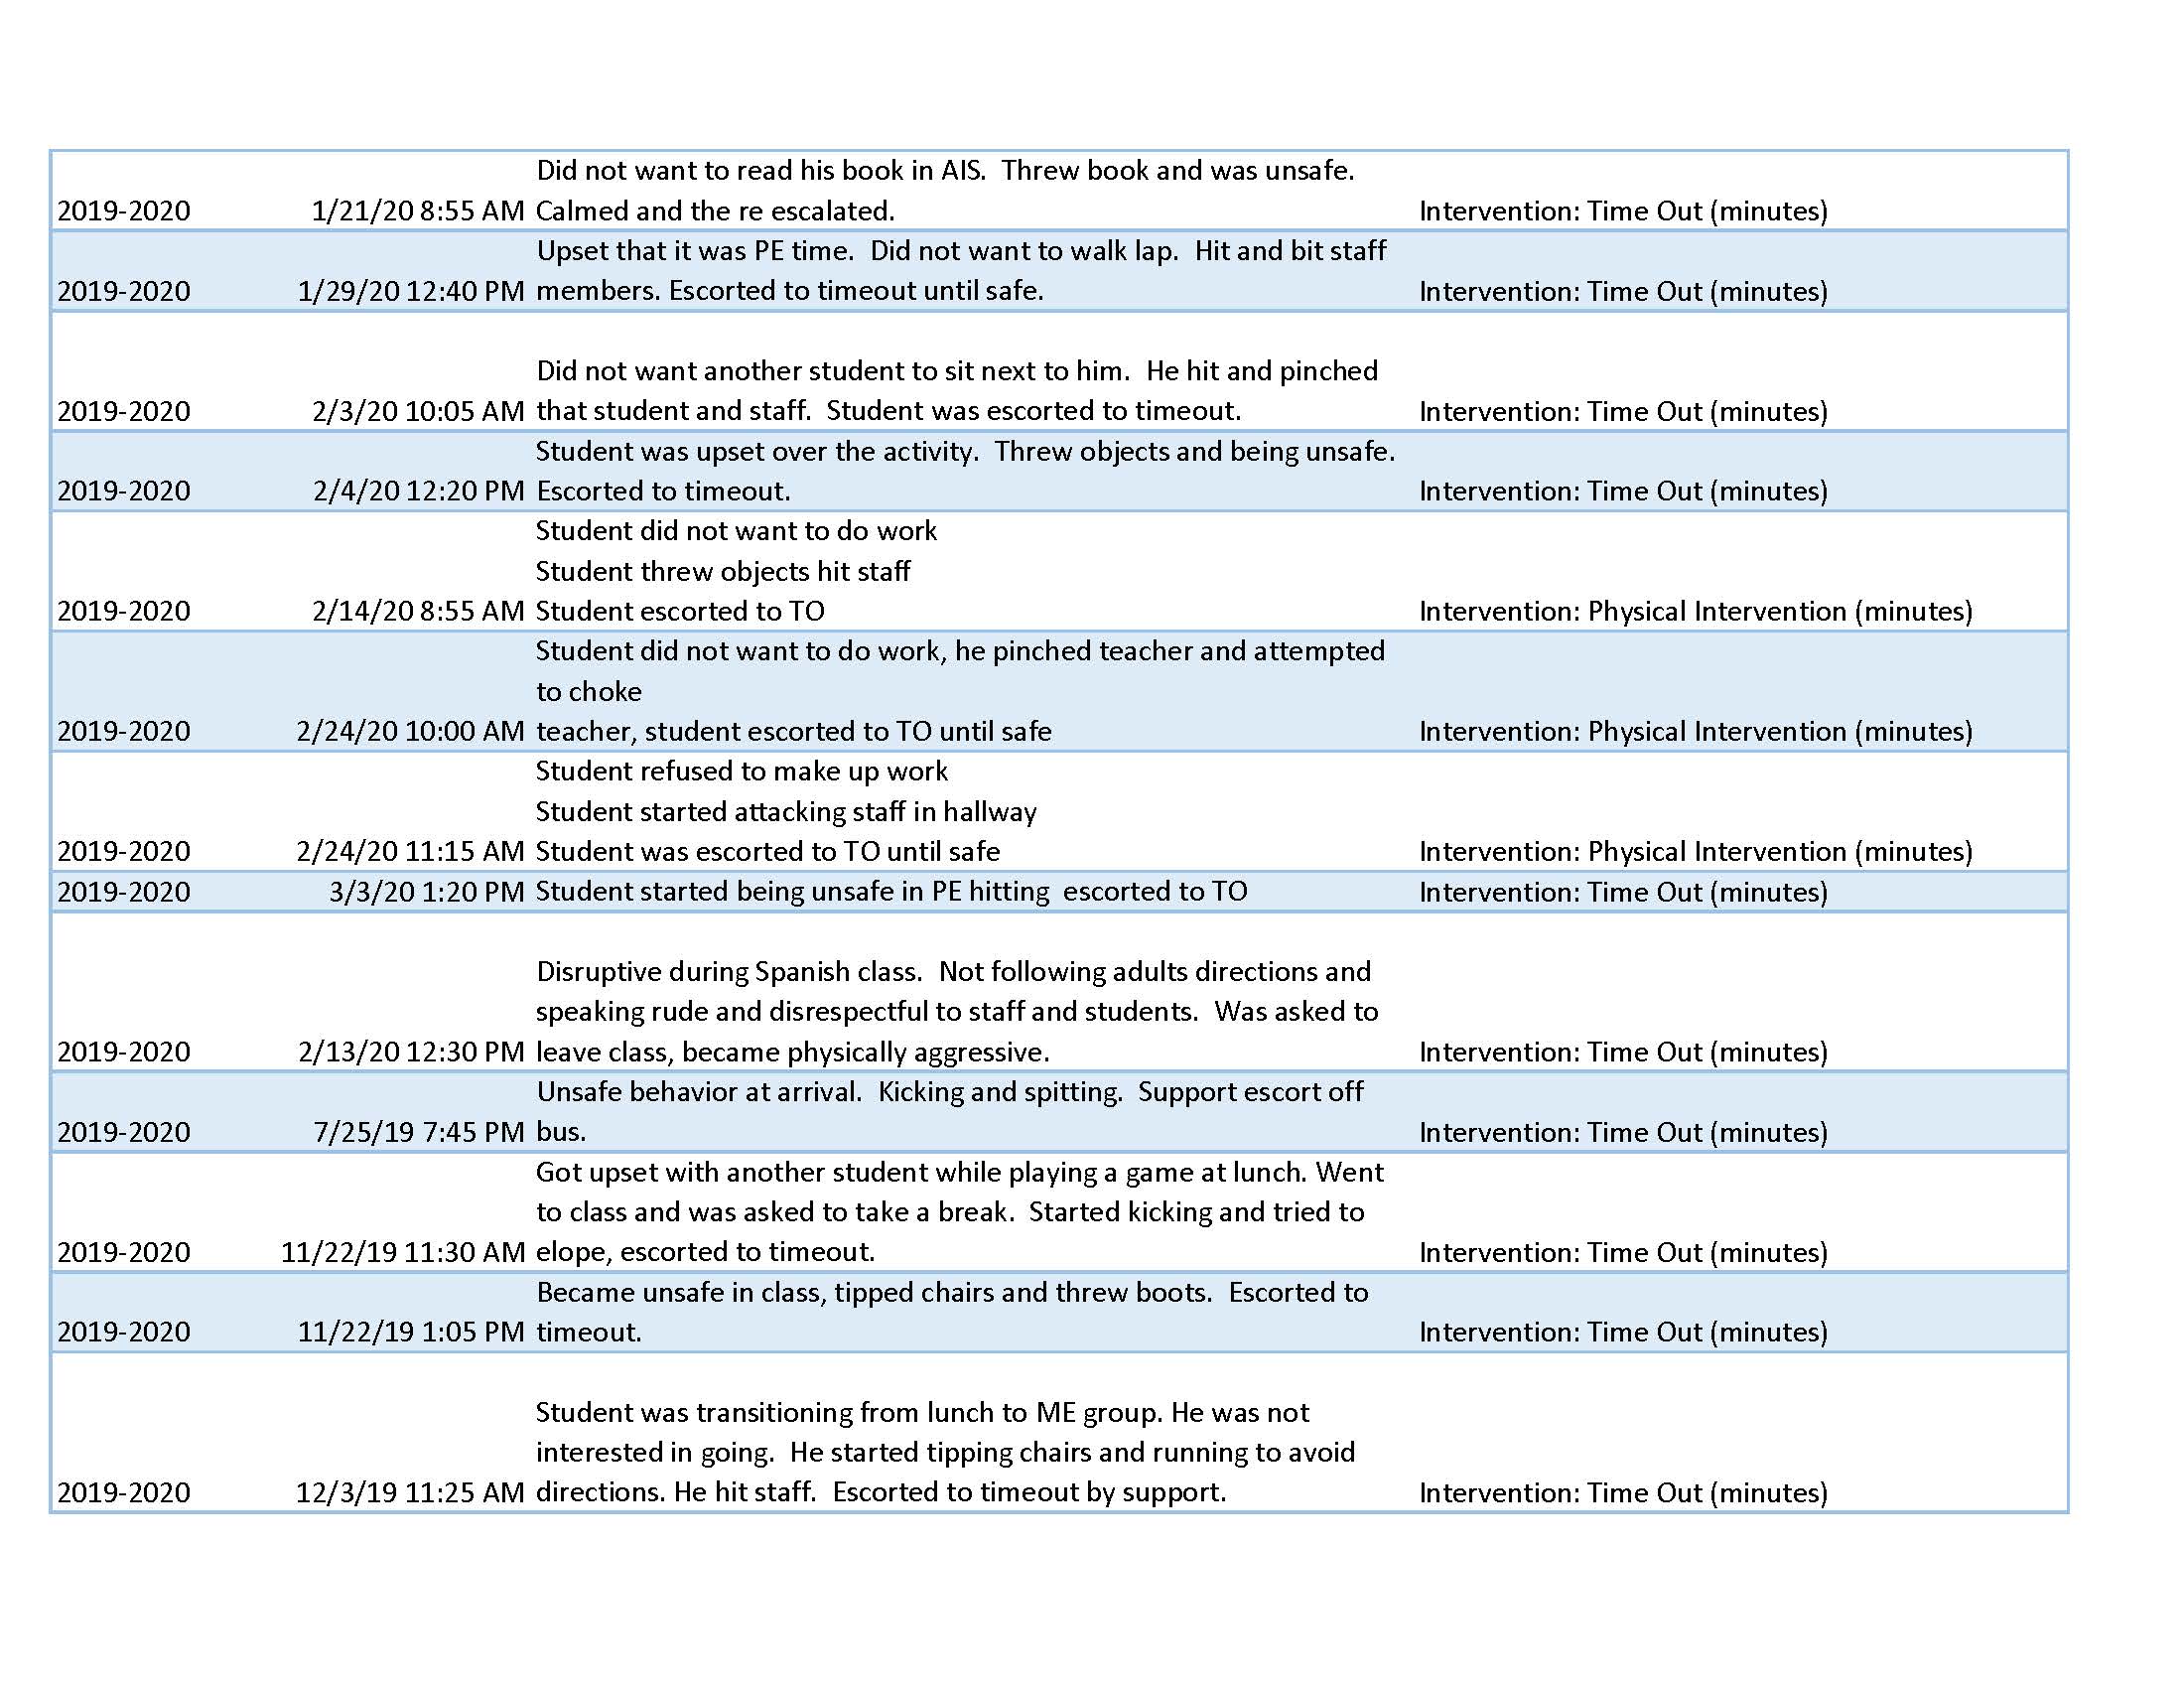 Did not want to read his book in AIS.  Threw book and was unsafe.
2019-2020 1/21/20 8:55 AM Calmed and the re escalated. Intervention: Time Out (minutes)
Upset that it was PE time.  Did not want to walk lap.  Hit and bit staff
2019-2020 1/29/20 12:40 PM members. Escorted to timeout until safe. Intervention: Time Out (minutes)
Did not want another student to sit next to him.  He hit and pinched
2019-2020 2/3/20 10:05 AM that student and staff.  Student was escorted to timeout. Intervention: Time Out (minutes)
Student was upset over the activity.  Threw objects and being unsafe.
2019-2020 2/4/20 12:20 PM Escorted to timeout. Intervention: Time Out (minutes)
Student did not want to do work
Student threw objects hit staff
2019-2020 2/14/20 8:55 AM Student escorted to TO Intervention: Physical Intervention (minutes)
Student did not want to do work, he pinched teacher and attempted
to choke
2019-2020 2/24/20 10:00 AM teacher, student escorted to TO until safe Intervention: Physical Intervention (minutes)
Student refused to make up work
Student started attacking staff in hallway
2019-2020 2/24/20 11:15 AM Student was escorted to TO until safe Intervention: Physical Intervention (minutes)
2019-2020 3/3/20 1:20 PM Student started being unsafe in PE hitting  escorted to TO Intervention: Time Out (minutes)
Disruptive during Spanish class.  Not following adults directions and
speaking rude and disrespectful to staff and students.  Was asked to
2019-2020 2/13/20 12:30 PM leave class, became physically aggressive. Intervention: Time Out (minutes)
Unsafe behavior at arrival.  Kicking and spitting.  Support escort off
2019-2020 7/25/19 7:45 PM bus. Intervention: Time Out (minutes)
Got upset with another student while playing a game at lunch. Went
to class and was asked to take a break.  Started kicking and tried to
2019-2020 11/22/19 11:30 AM elope, escorted to timeout. Intervention: Time Out (minutes)
Became unsafe in class, tipped chairs and threw boots.  Escorted to
2019-2020 11/22/19 1:05 PM timeout. Intervention: Time Out (minutes)
Student was transitioning from lunch to ME group. He was not
interested in going.  He started tipping chairs and running to avoid
2019-2020 12/3/19 11:25 AM directions. He hit staff.  Escorted to timeout by support. Intervention: Time Out (minutes)